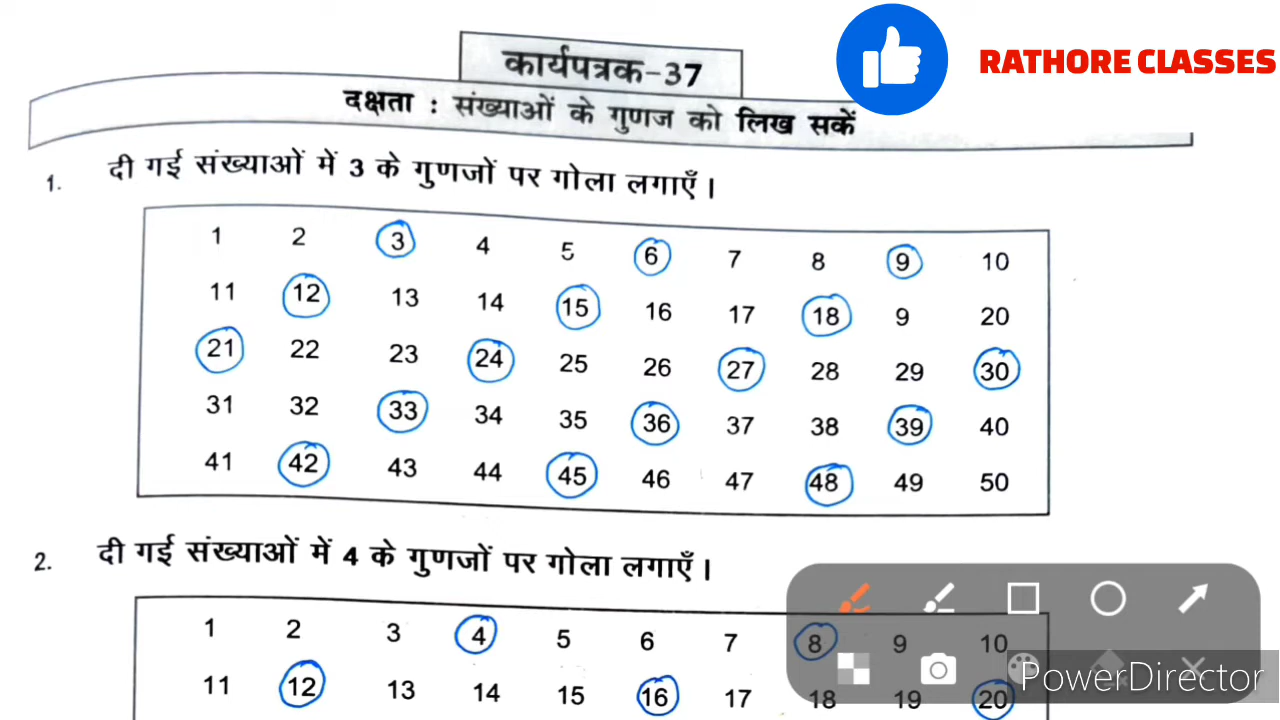 कार्यपत्रक-37
RATHORE CLASSES
दक्षता : संख्याओं के गुणज को लिख सकें
1. दी गई संख्याओं में 3 के गुणजों पर गोला लगाएँ।
1 2 3 4 5 6 7 8 9 10
11 12 13 14 15 16 17 18 9 20
21 22 23 24 25 26 27 28 29 30
31 32 33 34 35 36 37 38 39 40
41 42 43 44 45 46 47 48 49 50
2. दी गई संख्याओं में 4 के गुणजों पर गोला लगाएँ।
1 2 3 4 5 6 7 8 9 10
11 12 13 14 15 16 17 18 19 20
PowerDirector